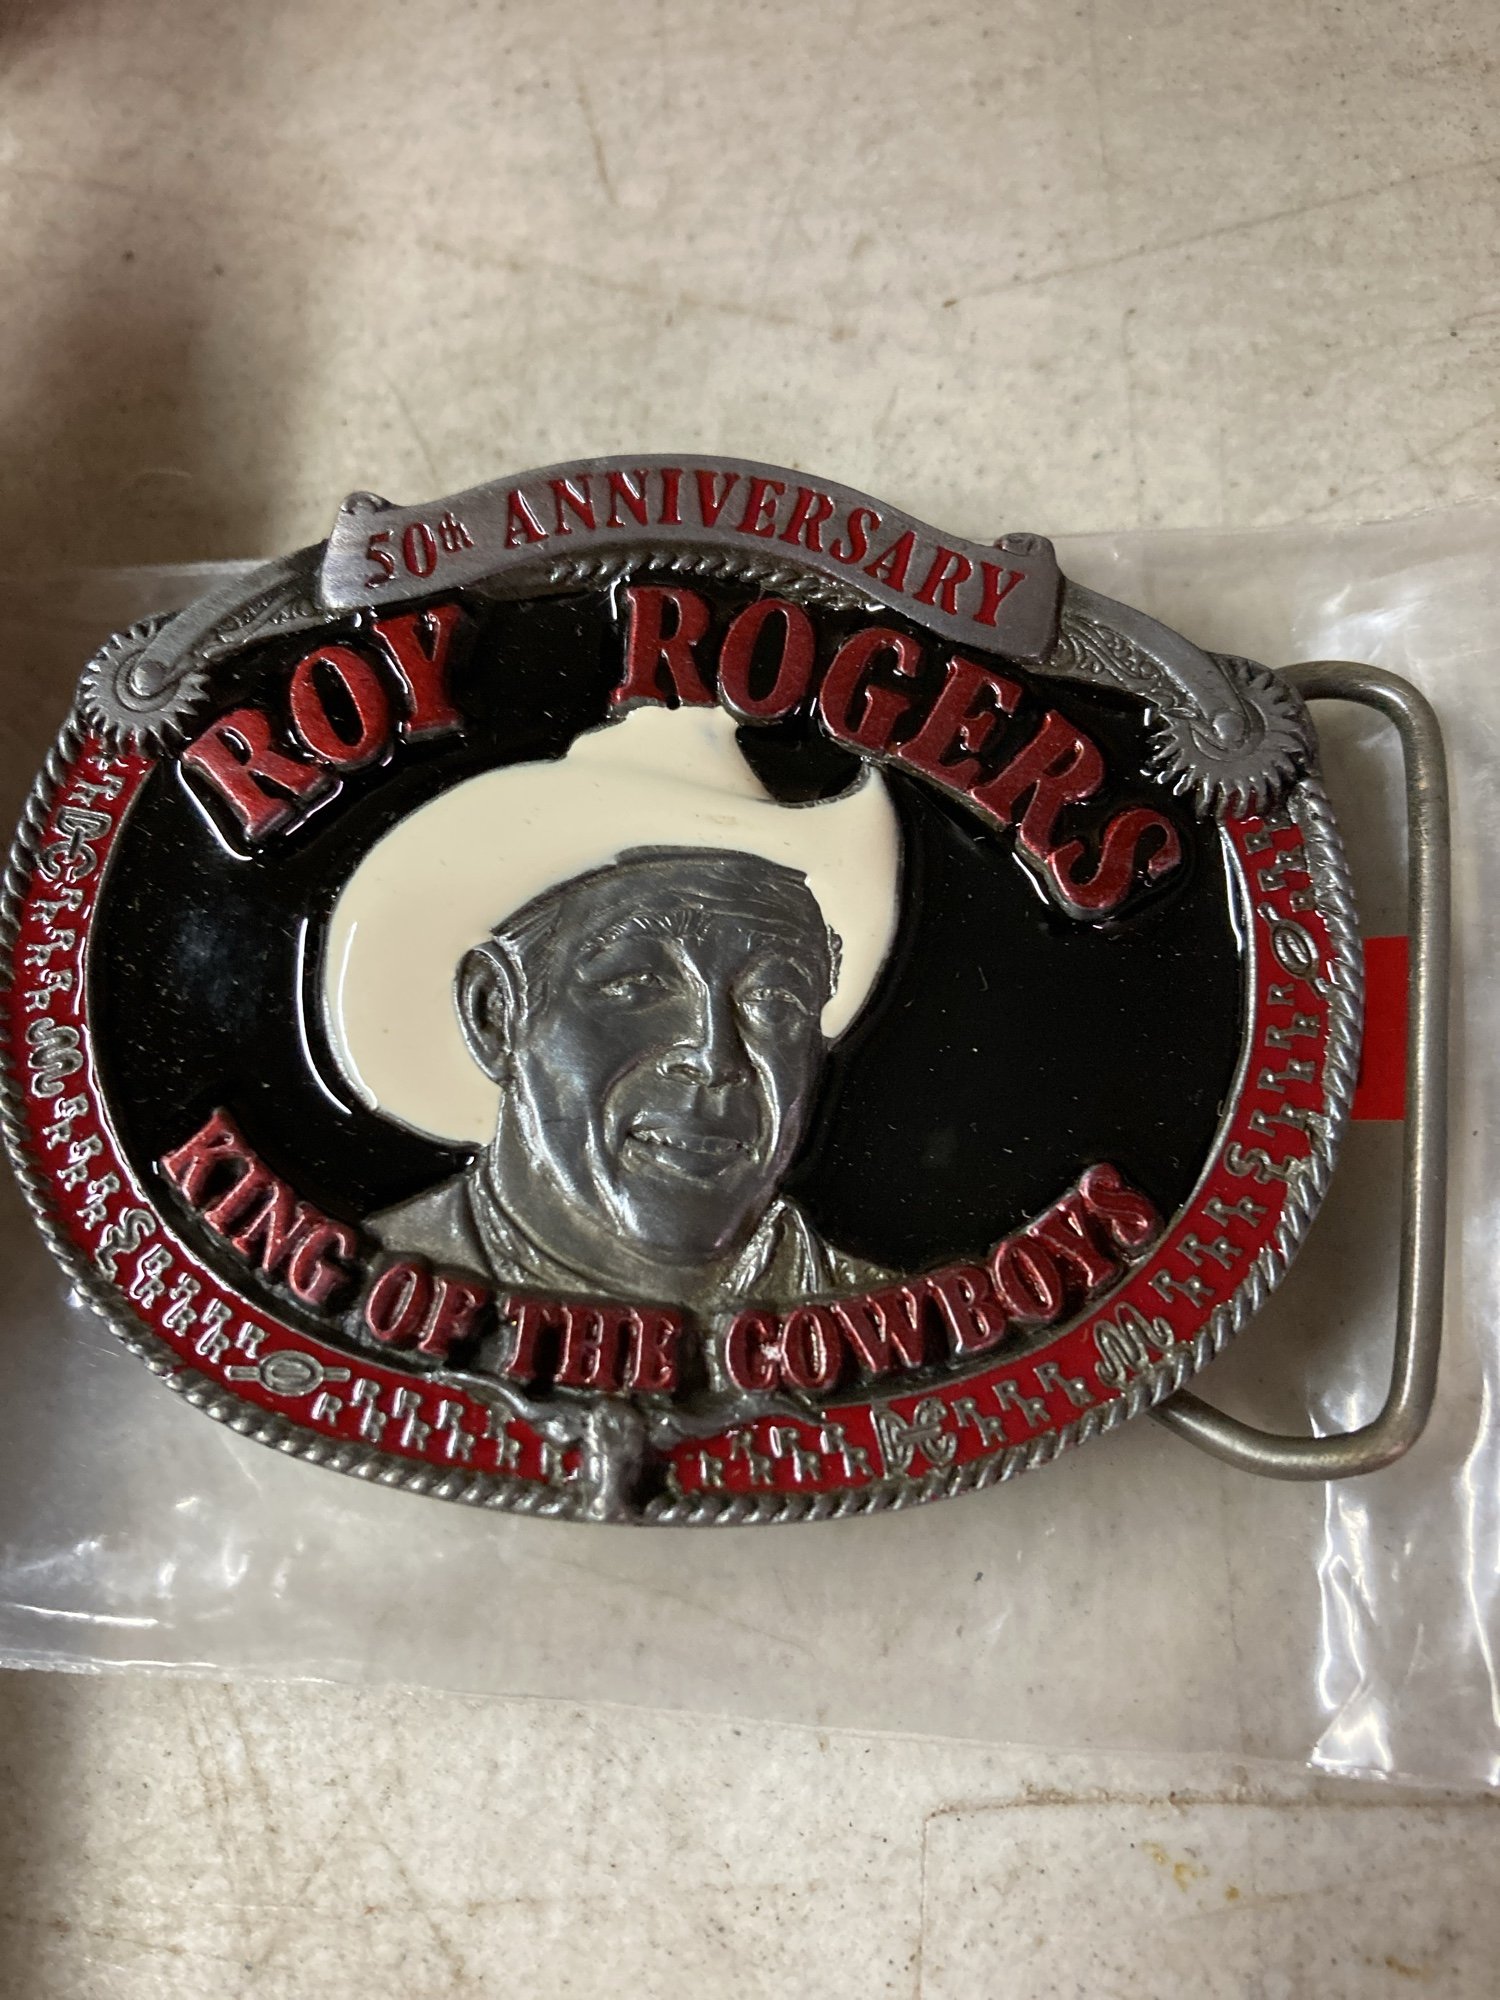 50th ANNIVERSARY
ROY ROGERS
KING OF THE COWBOYS